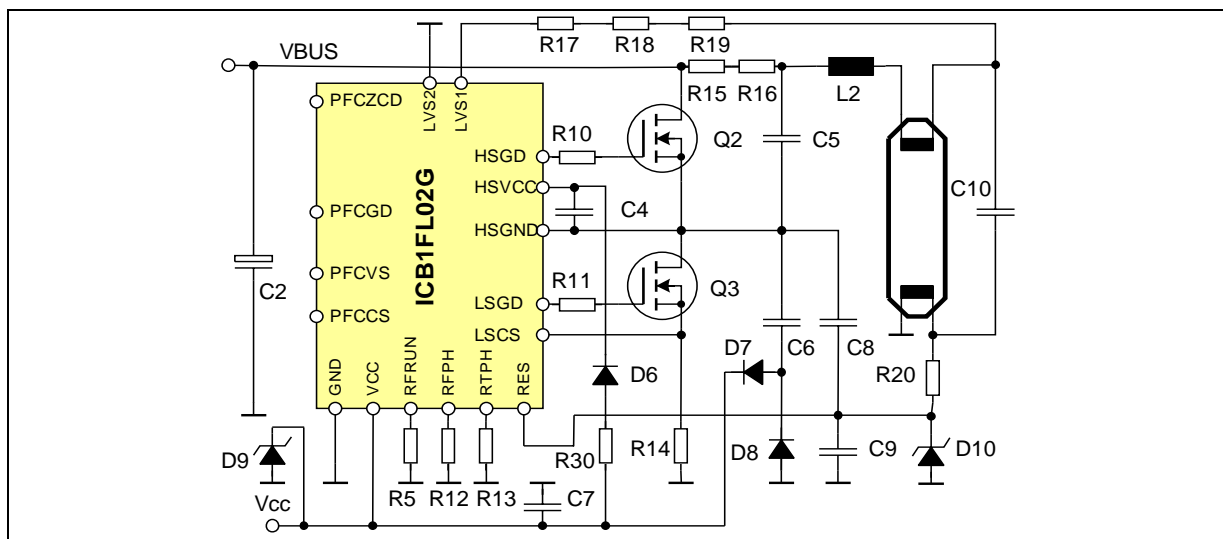 R17 R18 R19
VBUS
R15 R16 L2
LVS2 LVS1
PFCZCD
R10 Q2 C5
HSGD
HSVCC
C4 C10
PFCGD
HSGND
ICB1FL02G
R11 Q3
C2 PFCVS
LSGD
PFCCS
LSCS
D7 C6 C8
GND VCC RFRUN RFPH RTPH RES
D6 R20
D9 R30 R14 D8 C9 D10
R5 R12 R13 C7
Vcc